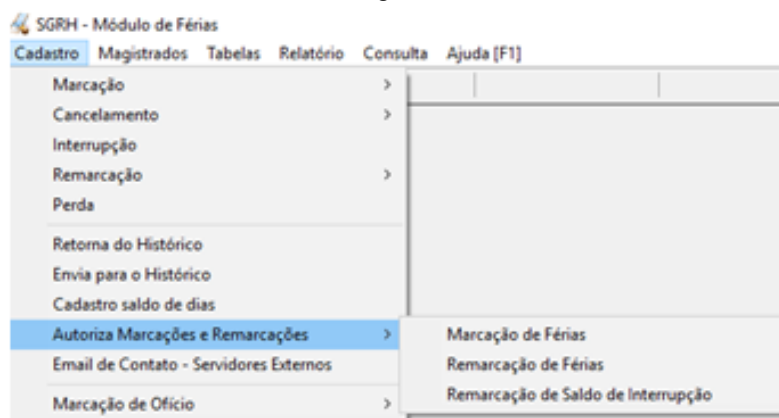 SGRH - Módulo de Férias
Cadastro Magistrados Tabelas Relatório Consulta Ajuda [F1]
Marcação
Cancelamento
Interrupção
Remarcação
Perda
Retorna do Histórico
Envia para o Histórico
Cadastro saldo de dias
Autoriza Marcações e Remarcações
Marcação de Férias
Email de Contato - Servidores Externos
Remarcação de Férias
Marcação de Ofício
Remarcação de Saldo de Interrupção